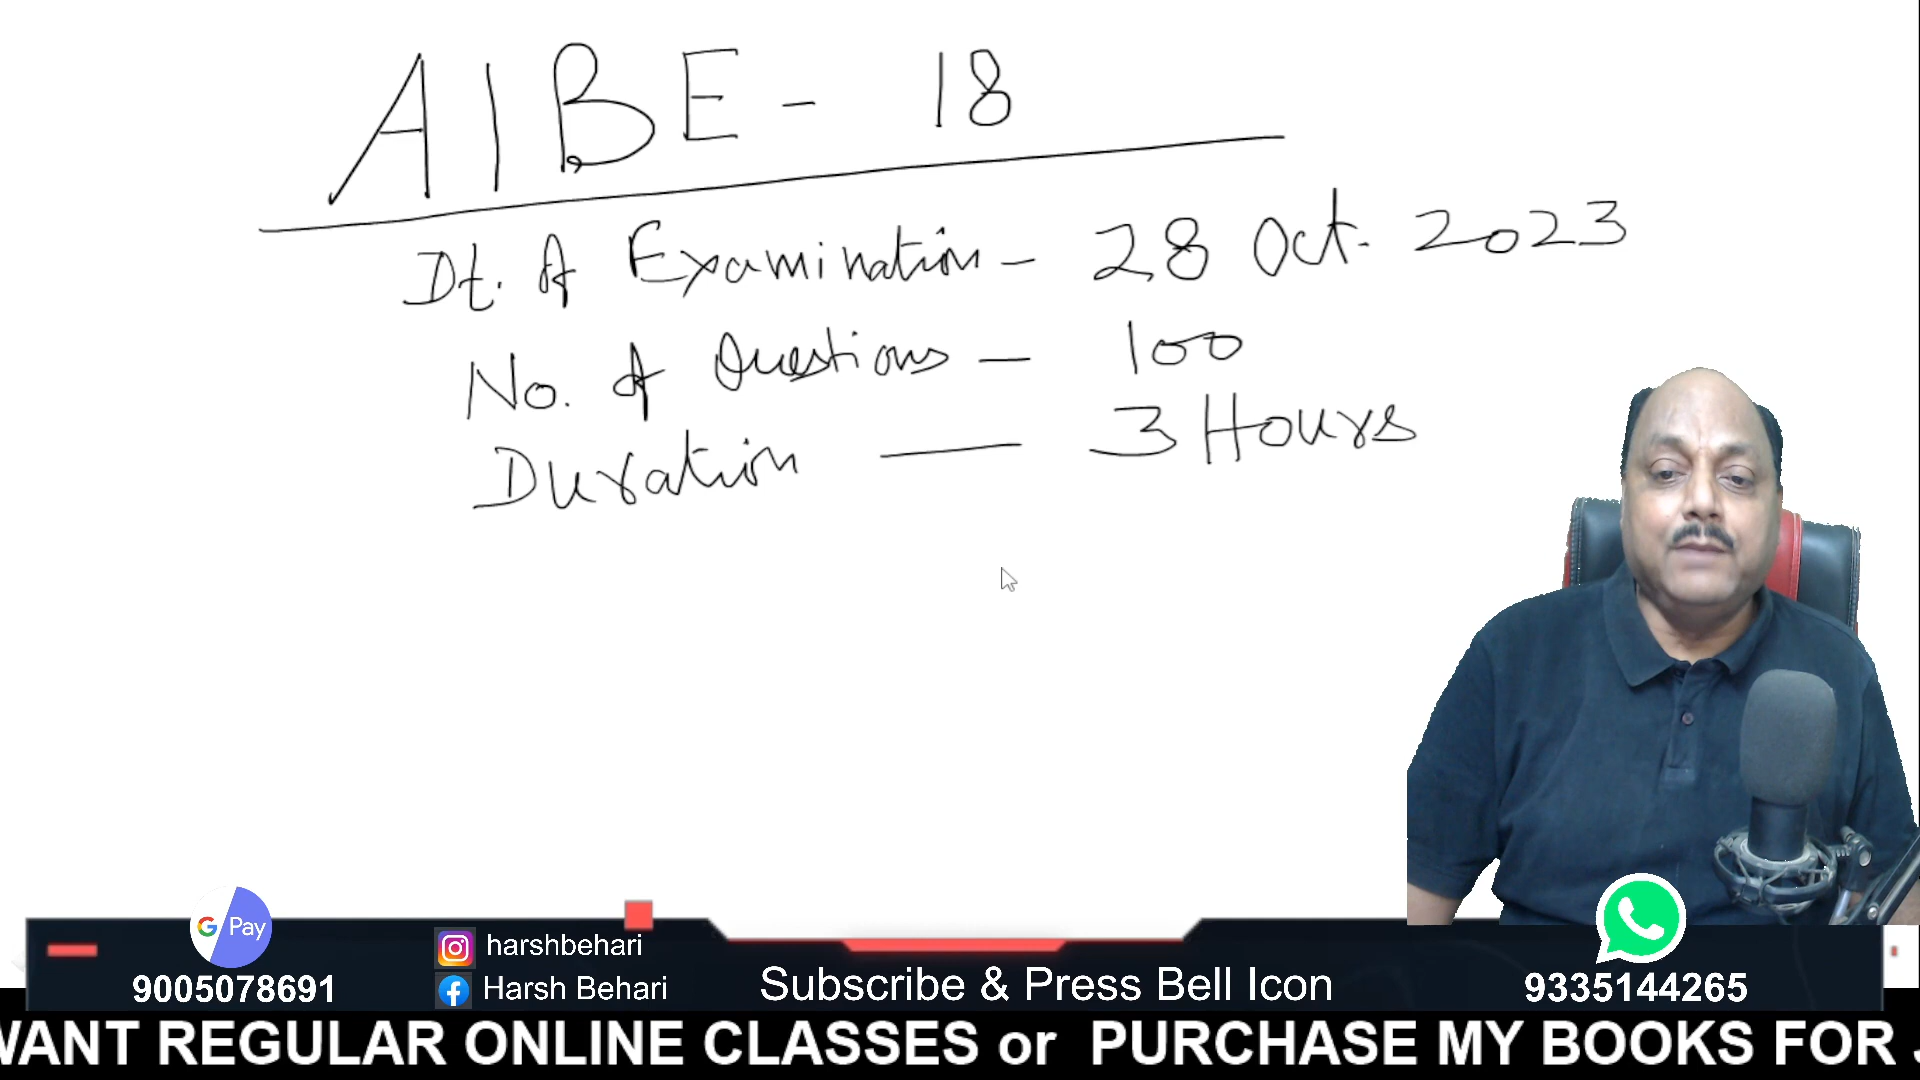 AIBE - 18
Dt. of Examination - 28 Oct. 2023
No. of Questions - 100
Duration - 3 Hours
G Pay
9005078691
harshbehari
Harsh Behari
Subscribe & Press Bell Icon
9335144265
WANT REGULAR ONLINE CLASSES or PURCHASE MY BOOKS FOR